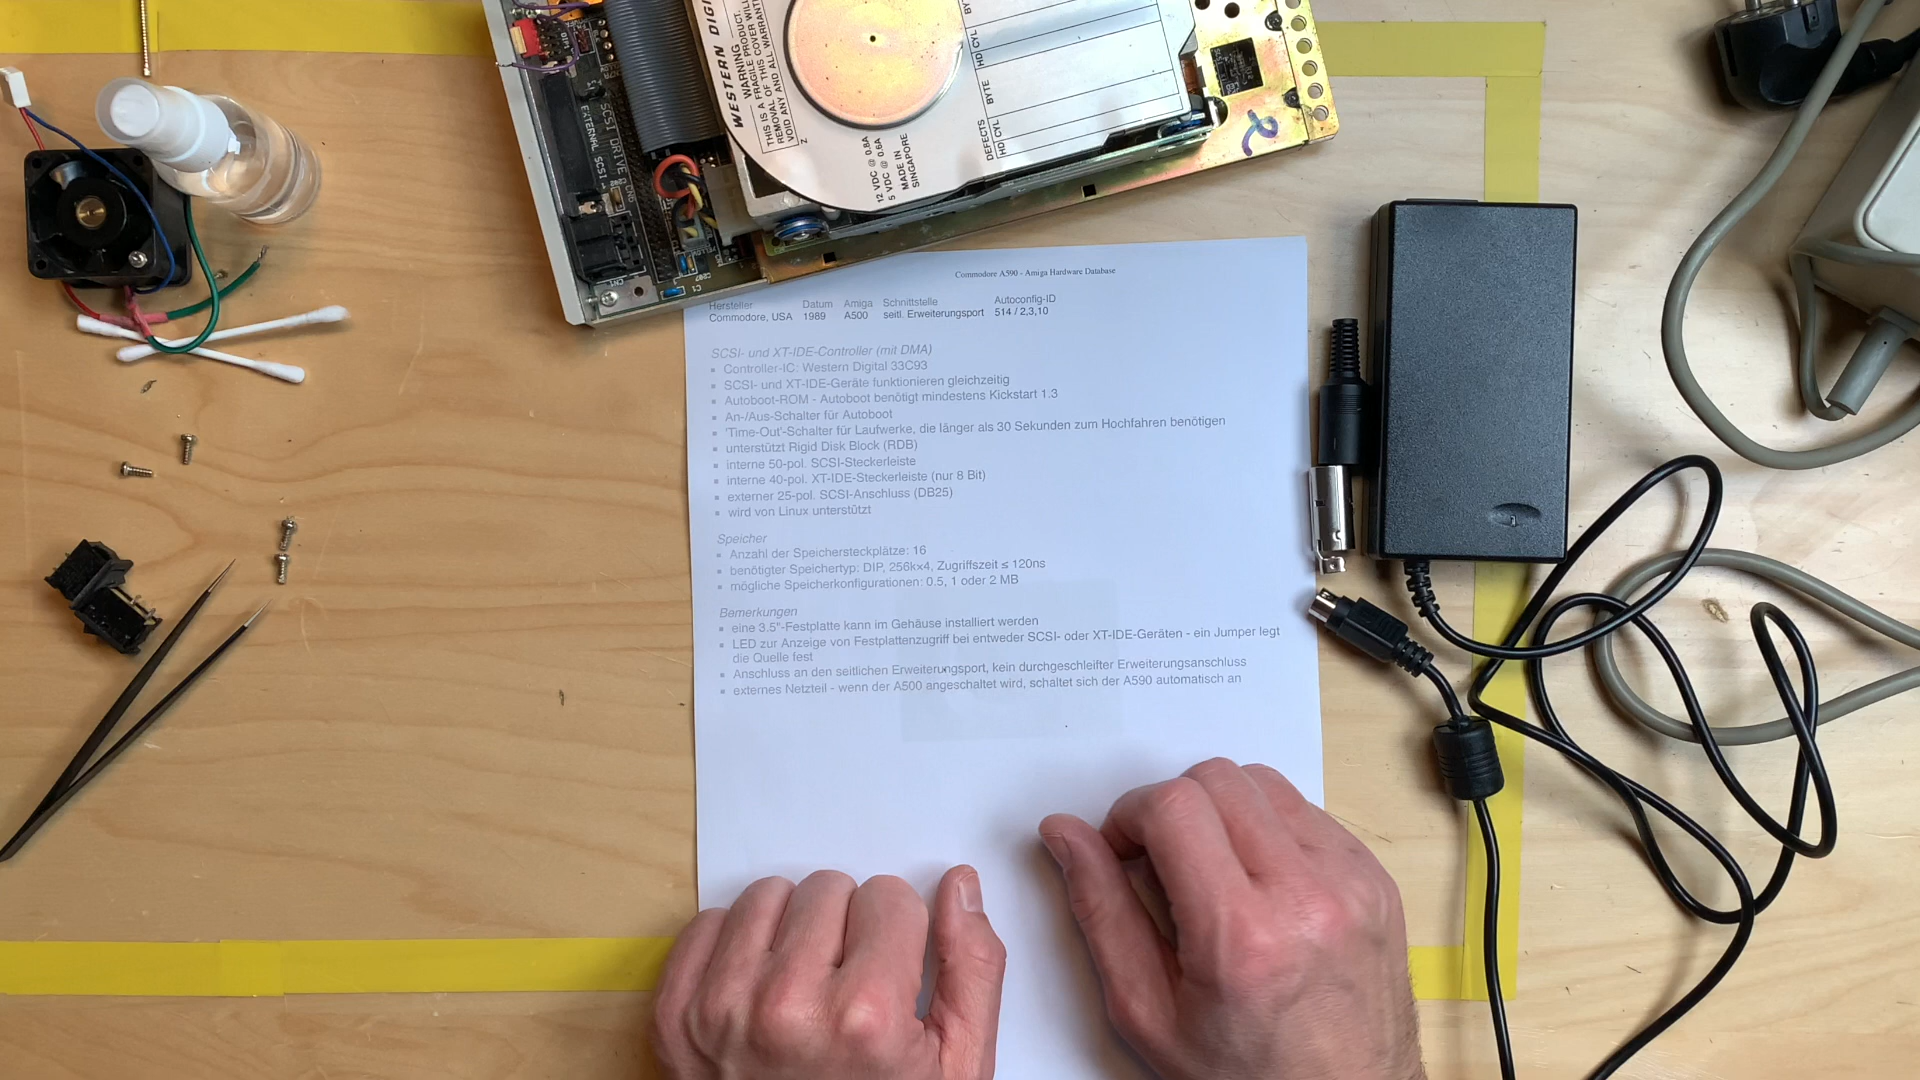 WESTERN DIGI
WARNING
THIS IS A FRAGILE PRODUCT.
REMOVAL OF THIS COVER WILL
VOID ANY AND ALL WARRANT
Z
12 VDC @ 0.8A
5 VDC @ 0.6A
MADE IN
SINGAPORE
DEFECTS
HD CYL BYTE HD CYL BY
SCSI DRIVE
EXTERNAL SCSI
CN1
C1
Commodore A590 - Amiga Hardware Database
Hersteller Datum Amiga Schnittstelle Autoconfig-ID
Commodore, USA 1989 A500 seitl. Erweiterungsport 514 / 2,3,10
SCSI- und XT-IDE-Controller (mit DMA)
Controller-IC: Western Digital 33C93
SCSI- und XT-IDE-Geräte funktionieren gleichzeitig
Autoboot-ROM - Autoboot benötigt mindestens Kickstart 1.3
An-/Aus-Schalter für Autoboot
'Time-Out'-Schalter für Laufwerke, die länger als 30 Sekunden zum Hochfahren benötigen
unterstützt Rigid Disk Block (RDB)
interne 50-pol. SCSI-Steckerleiste
interne 40-pol. XT-IDE-Steckerleiste (nur 8 Bit)
externer 25-pol. SCSI-Anschluss (DB25)
wird von Linux unterstützt
Speicher
Anzahl der Speichersteckplätze: 16
benötigter Speichertyp: DIP, 256k×4, Zugriffszeit ≤ 120ns
mögliche Speicherkonfigurationen: 0.5, 1 oder 2 MB
Bemerkungen
eine 3.5"-Festplatte kann im Gehäuse installiert werden
LED zur Anzeige von Festplattenzugriff bei entweder SCSI- oder XT-IDE-Geräten - ein Jumper legt
die Quelle fest
Anschluss an den seitlichen Erweiterungsport, kein durchgeschleifter Erweiterungsanschluss
externes Netzteil - wenn der A500 angeschaltet wird, schaltet sich der A590 automatisch an